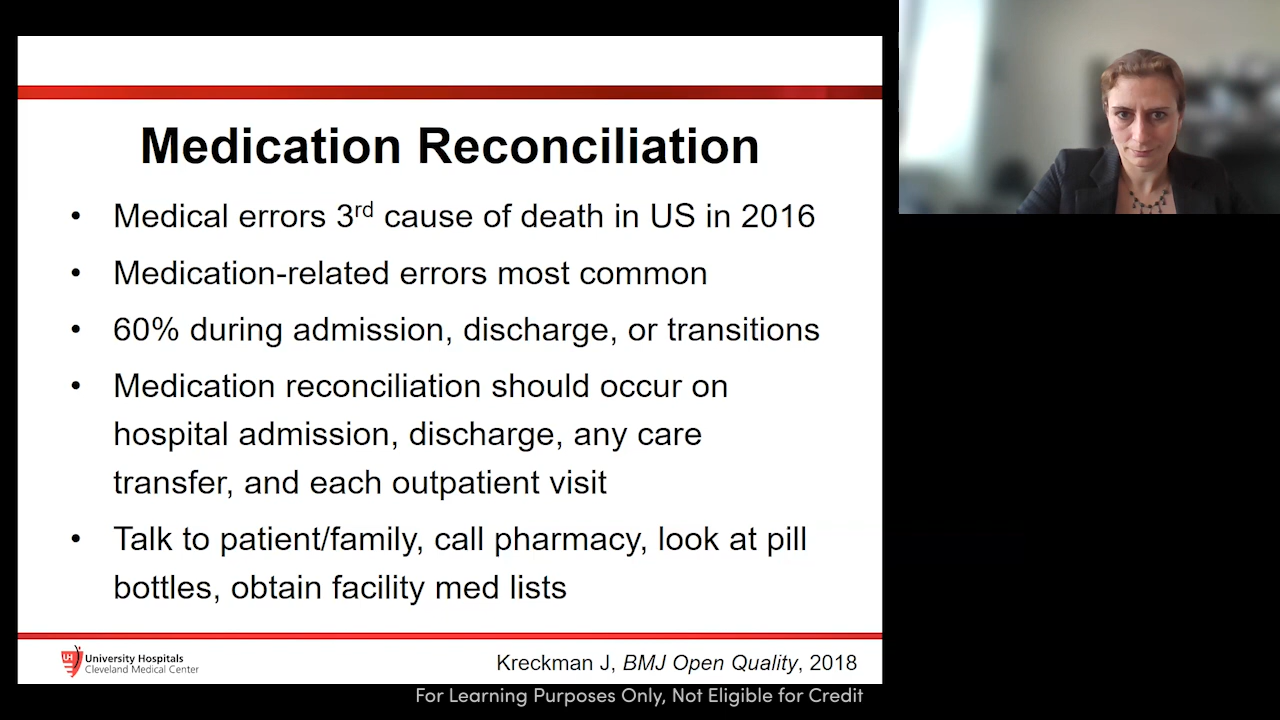 Medication Reconciliation
• Medical errors 3rd cause of death in US in 2016
• Medication-related errors most common
• 60% during admission, discharge, or transitions
• Medication reconciliation should occur on
hospital admission, discharge, any care
transfer, and each outpatient visit
• Talk to patient/family, call pharmacy, look at pill
bottles, obtain facility med lists
UH
University Hospitals
Cleveland Medical Center
Kreckman J, BMJ Open Quality, 2018
For Learning Purposes Only, Not Eligible for Credit